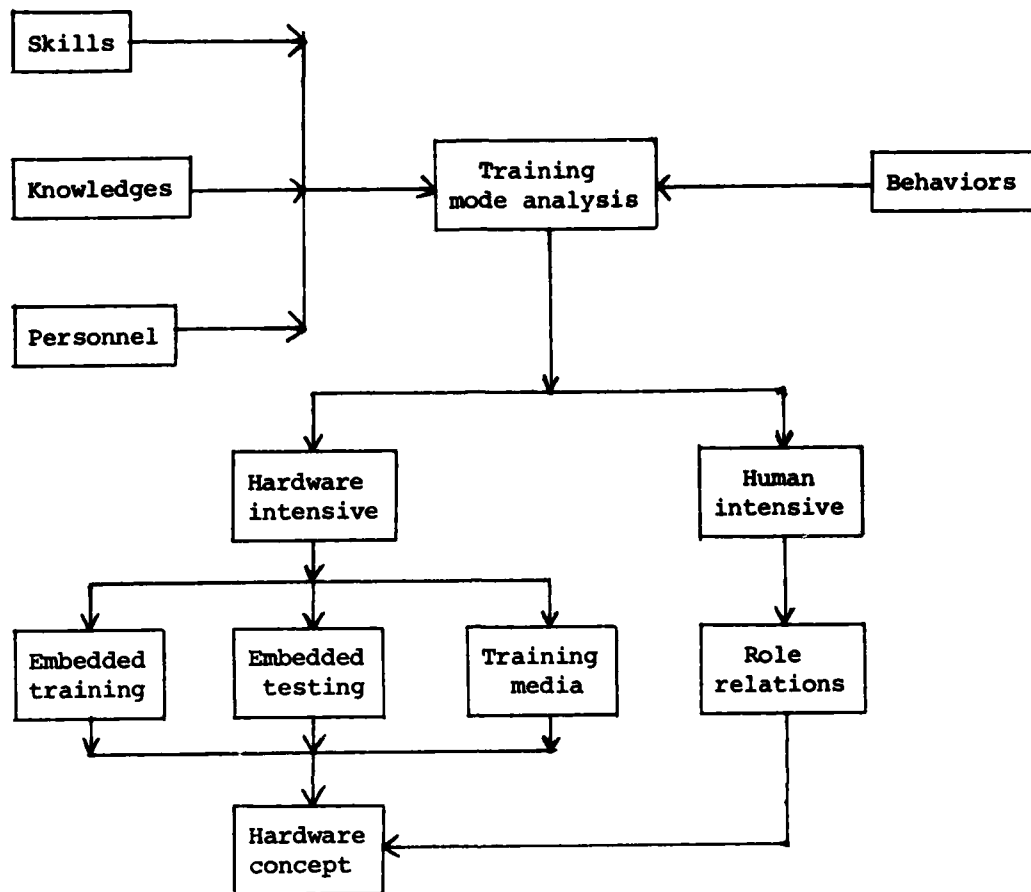 Skills
Knowledges
Personnel
Training
mode analysis
Behaviors
Hardware
intensive
Human
intensive
Embedded
training
Embedded
testing
Training
media
Role
relations
Hardware
concept